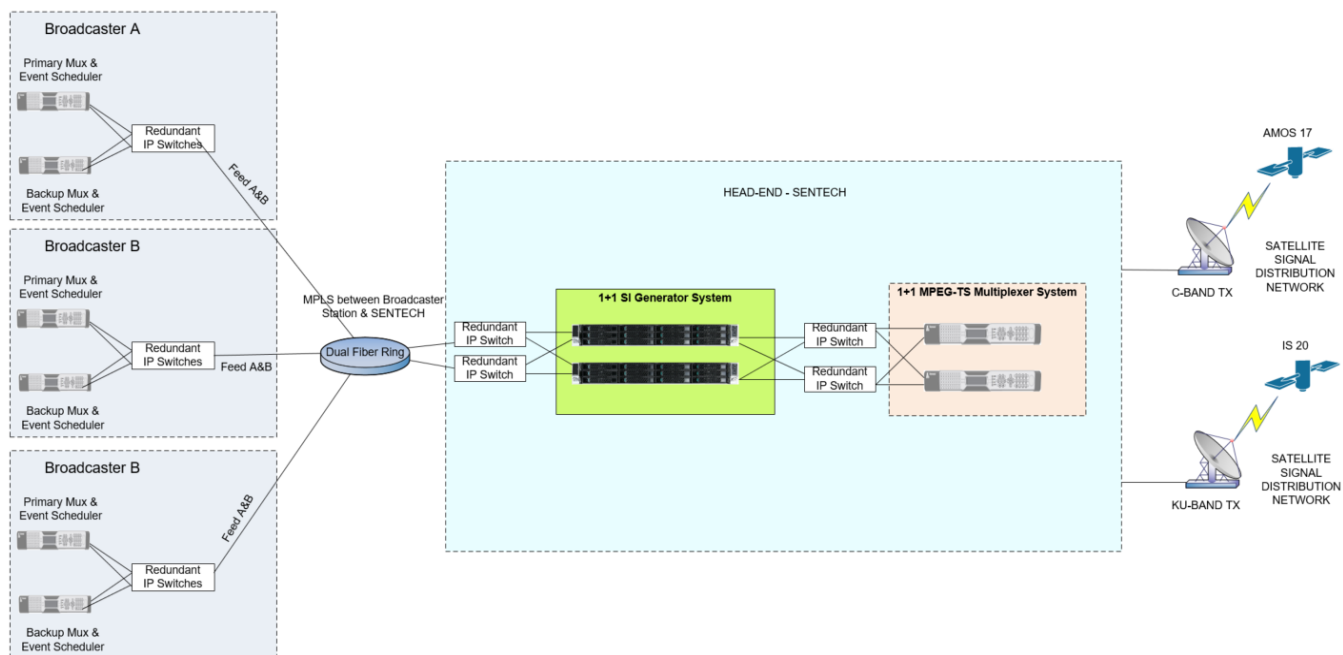 Broadcaster A
Primary Mux &
Event Scheduler
Redundant
IP Switches
Backup Mux &
Event Scheduler
Feed A&B
Broadcaster B
Primary Mux &
Event Scheduler
Redundant
IP Switches
Backup Mux &
Event Scheduler
Feed A&B
Broadcaster B
Primary Mux &
Event Scheduler
Redundant
IP Switches
Backup Mux &
Event Scheduler
Feed A&B
MPLS between Broadcaster
Station & SENTECH
Dual Fiber Ring
HEAD-END - SENTECH
Redundant
IP Switch
Redundant
IP Switch
1+1 SI Generator System
Redundant
IP Switch
Redundant
IP Switch
1+1 MPEG-TS Multiplexer System
AMOS 17
C-BAND TX
SATELLITE
SIGNAL
DISTRIBUTION
NETWORK
IS 20
KU-BAND TX
SATELLITE
SIGNAL
DISTRIBUTION
NETWORK